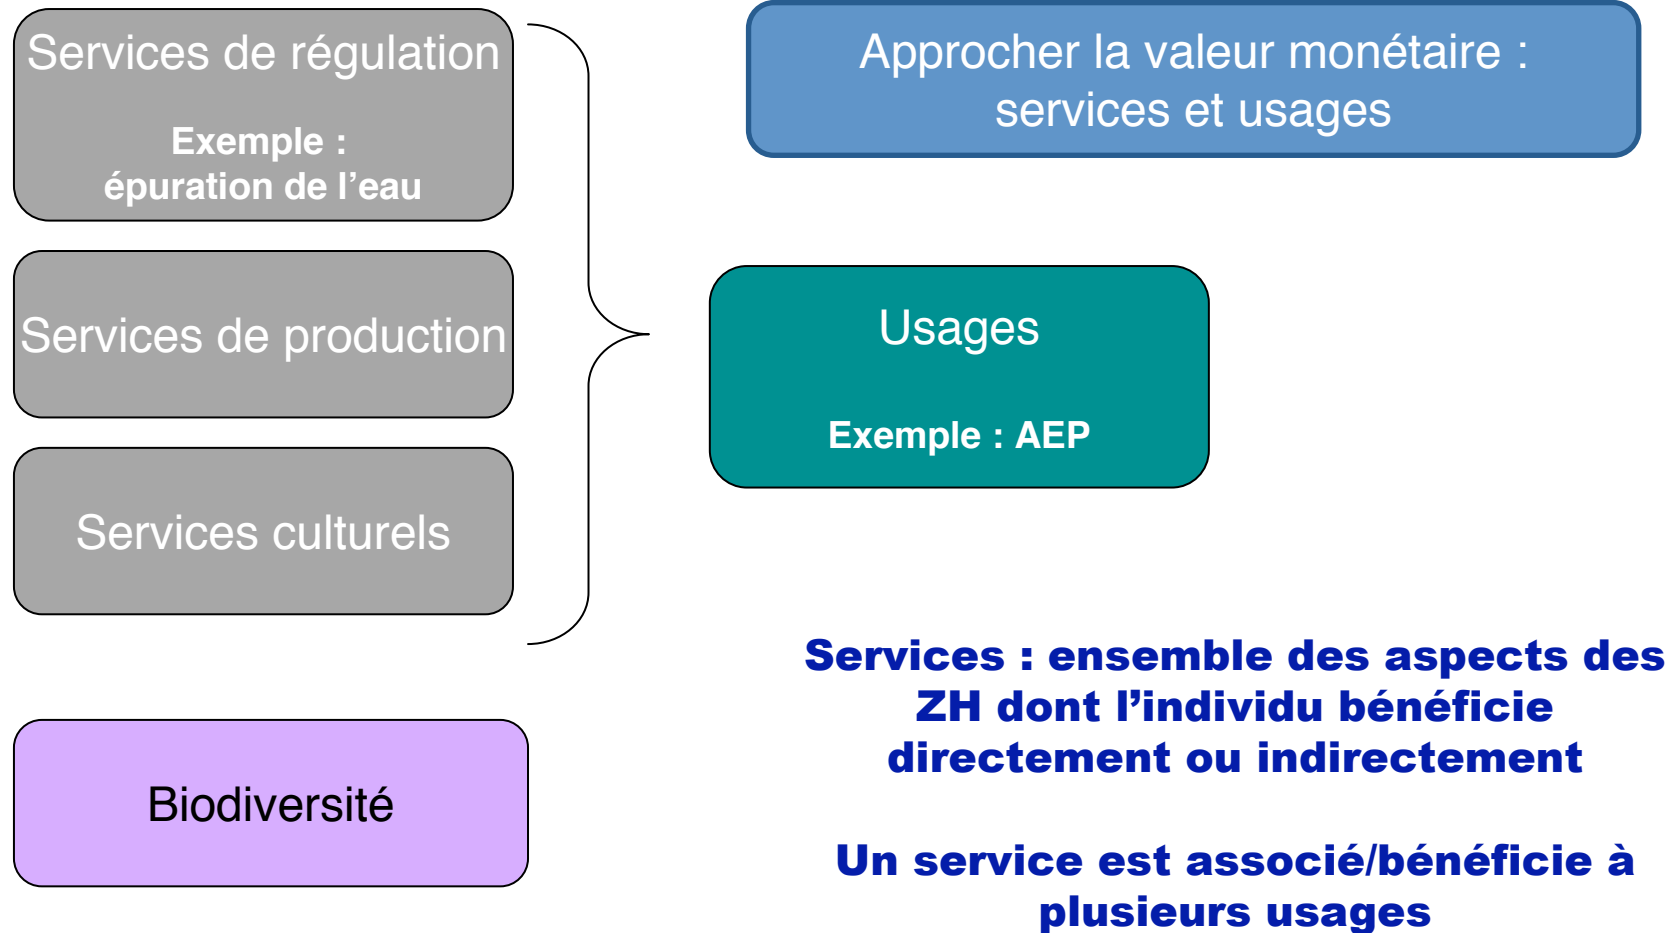 Services de régulation
Exemple :
épuration de l’eau
Services de production
Services culturels
Biodiversité
Approcher la valeur monétaire :
services et usages
Usages
Exemple : AEP
Services : ensemble des aspects des
ZH dont l’individu bénéficie
directement ou indirectement
Un service est associé/bénéficie à
plusieurs usages